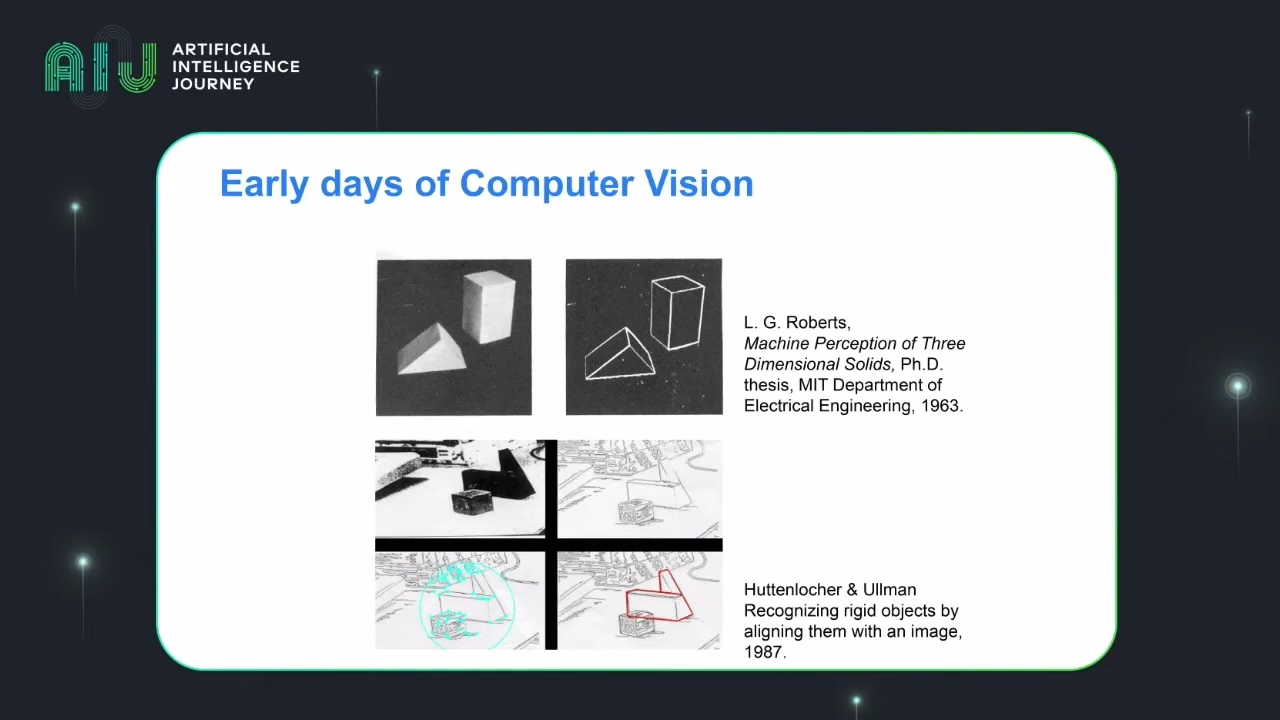 AIJ
ARTIFICIAL
INTELLIGENCE
JOURNEY
Early days of Computer Vision
L. G. Roberts,
Machine Perception of Three
Dimensional Solids, Ph.D.
thesis, MIT Department of
Electrical Engineering, 1963.
Huttenlocher & Ullman
Recognizing rigid objects by
aligning them with an image,
1987.